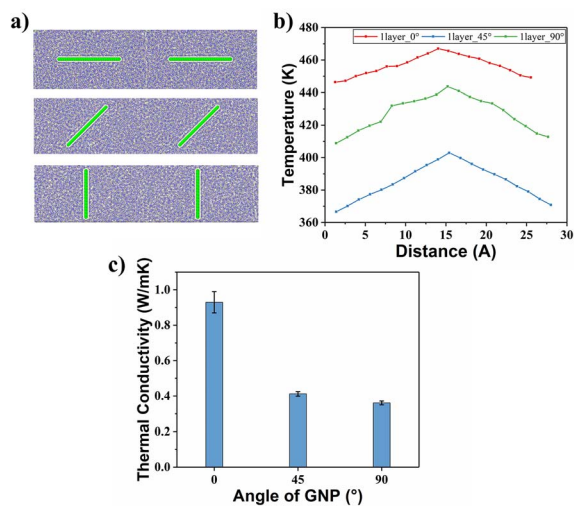 a)
b)
1layer_0° 1layer_45° 1layer_90°
480
460
440
420
400
380
360
Temperature (K)
0 5 10 15 20 25 30
Distance (A)
c)
1.0
0.8
0.6
0.4
0.2
0.0
Thermal Conductivity (W/mK)
0 45 90
Angle of GNP (°)